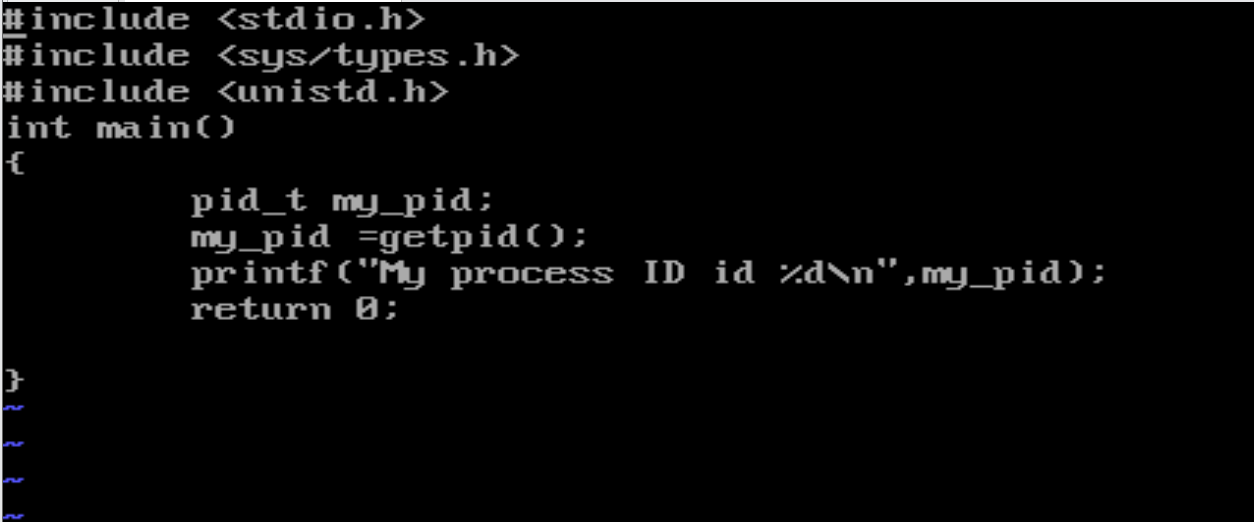 #include <stdio.h>
#include <sys/types.h>
#include <unistd.h>
int main()
{
        pid_t my_pid;
        my_pid =getpid();
        printf("My process ID id %d\n",my_pid);
        return 0;

}
~
~
~
~